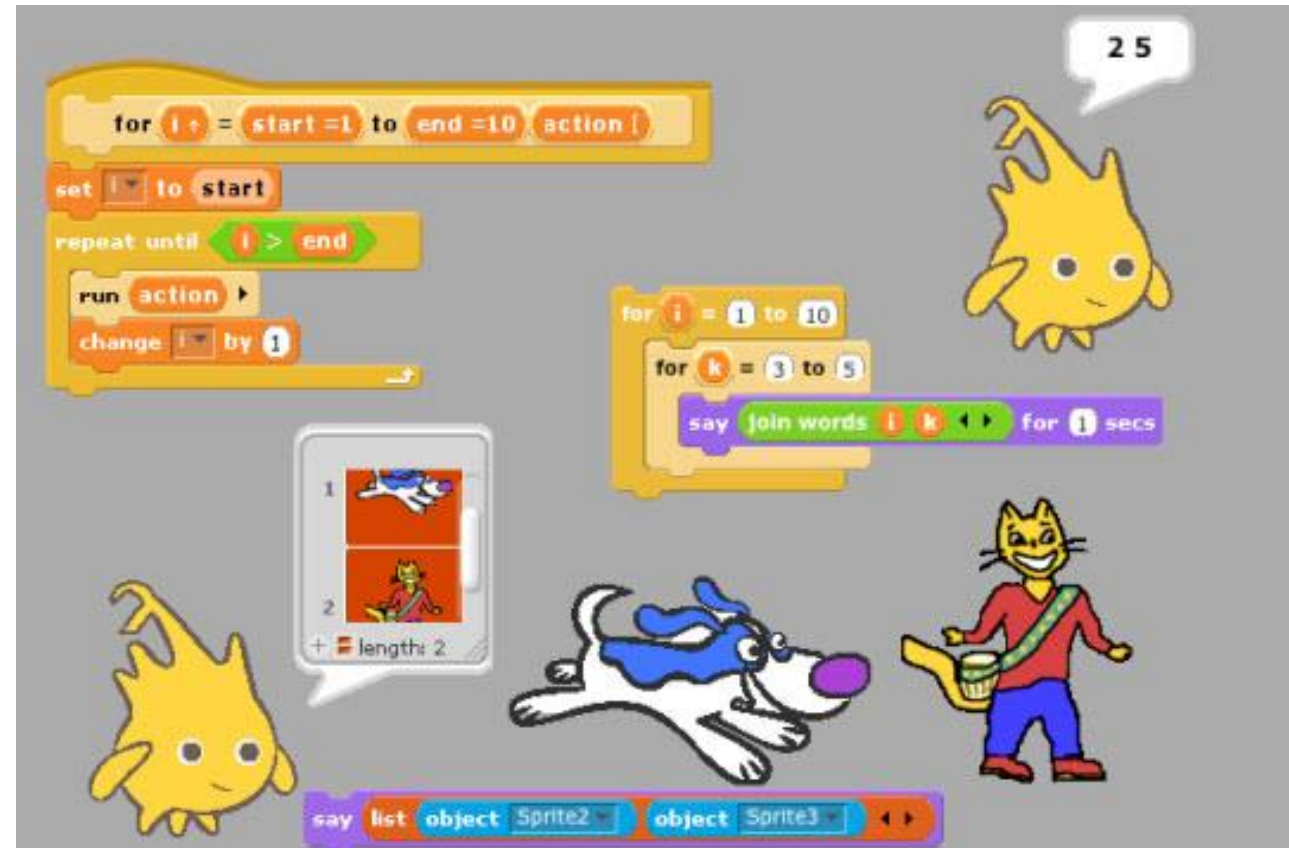 2 5
for i ↑ = start =1 to end =10 action [
set i to start
repeat until i > end
run action
change i by 1
for i = 1 to 10
for k = 3 to 5
say join words i k for 1 secs
1
2
+ length: 2
say list object Sprite2 object Sprite3